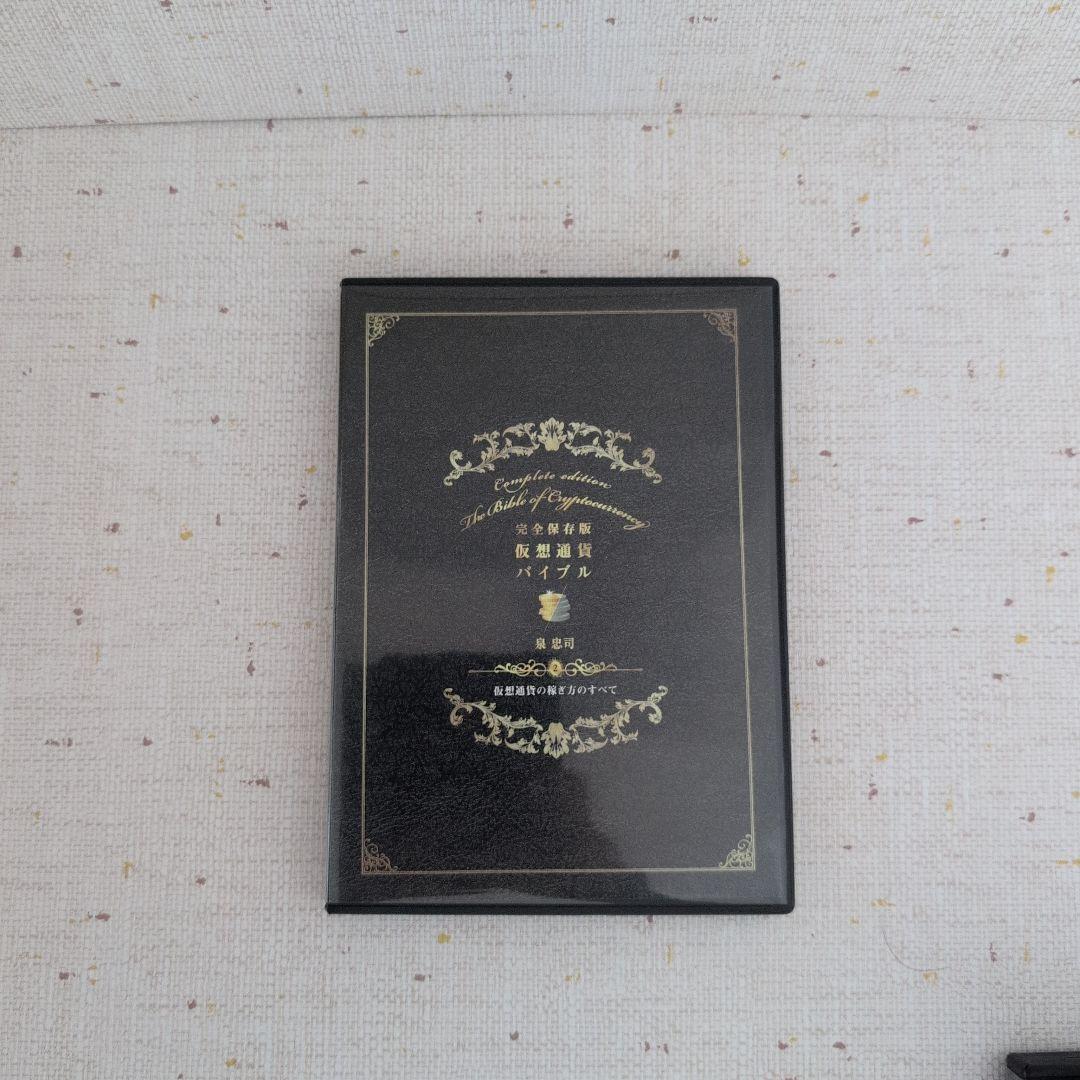 Complete edition
The Bible of Cryptocurrency
完全保存版
仮想通貨
バイブル
泉 忠司
2
仮想通貨の稼ぎ方のすべて